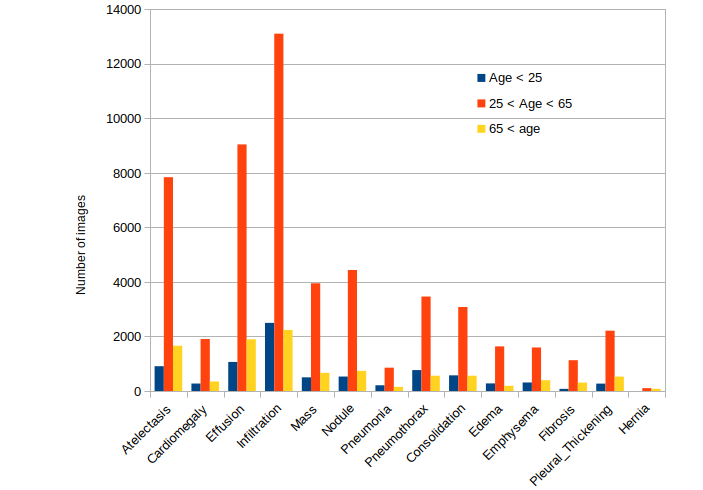 14000
12000
10000
8000
6000
4000
2000
0
Number of images
Age < 25
25 < Age < 65
65 < age
Atelectasis
Cardiomegaly
Effusion
Infiltration
Mass
Nodule
Pneumonia
Pneumothorax
Consolidation
Edema
Emphysema
Fibrosis
Pleural_Thickening
Hernia